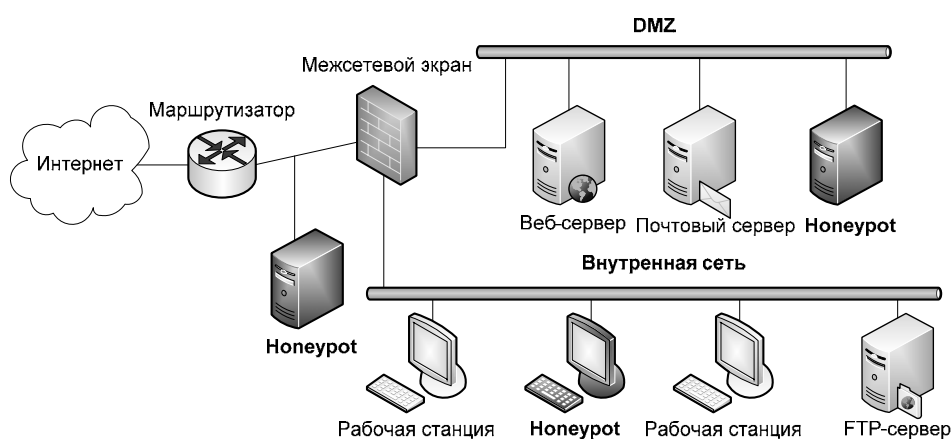 DMZ
Межсетевой экран
Маршрутизатор
Интернет
Веб-сервер
Почтовый сервер
Honeypot
Внутренная сеть
Honeypot
Рабочая станция
Honeypot
Рабочая станция
FTP-сервер